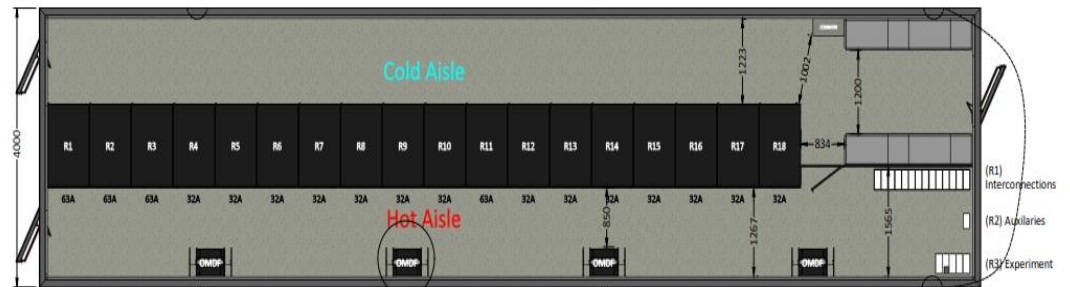 4000
Cold Aisle
1223
1002
1200
R1 R2 R3 R4 R5 R6 R7 R8 R9 R10 R11 R12 R13 R14 R15 R16 R17 R18
834
63A 63A 63A 32A 32A 32A 32A 32A 32A 32A 63A 32A 32A 32A 32A 32A 32A 32A
Hot Aisle
850
1267
1565
(R1)
Interconnections
(R2) Auxilaries
(R3) Experiment
OMDF OMDF OMDF OMDF